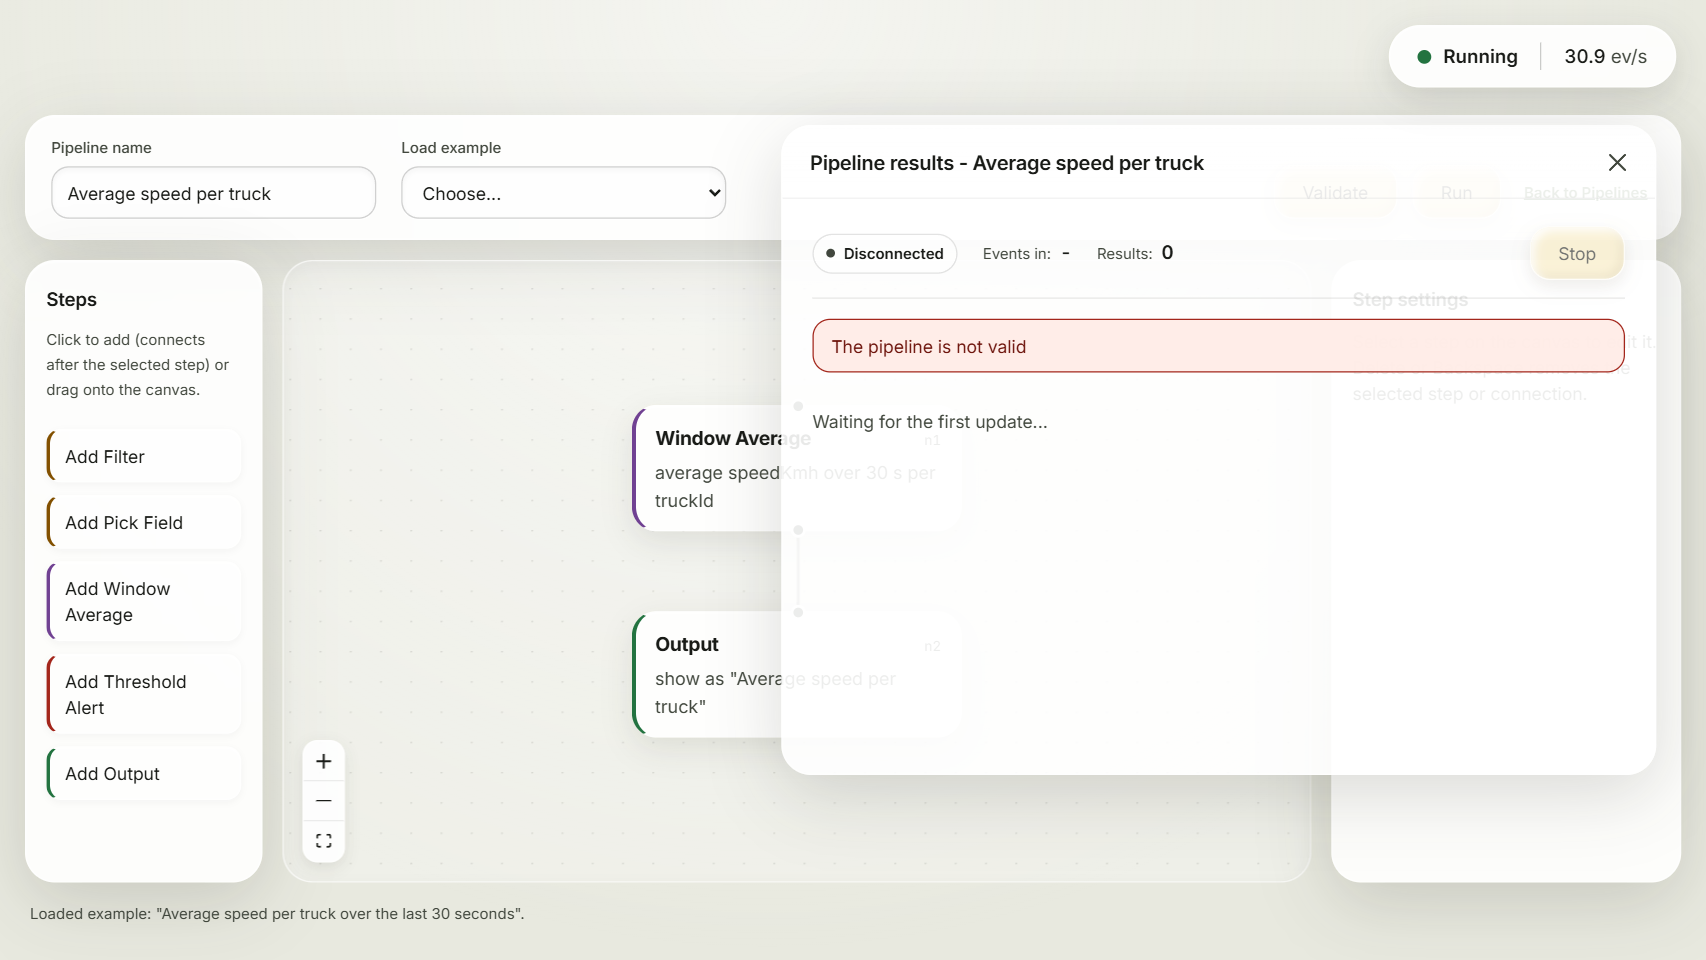 Running
30.9 ev/s
Pipeline name
Load example
Average speed per truck
Choose...
Pipeline results - Average speed per truck
Validate
Run
Back to Pipelines
Disconnected
Events in: -
Results: 0
Stop
Steps
Click to add (connects
after the selected step) or
drag onto the canvas.
Add Filter
Add Pick Field
Add Window
Average
Add Threshold
Alert
Add Output
The pipeline is not valid
Waiting for the first update...
Window Average
n1
average speedKmh over 30 s per
truckId
Output
n2
show as "Average speed per
truck"
Step settings
it it.
selected step or connection.
Loaded example: "Average speed per truck over the last 30 seconds".